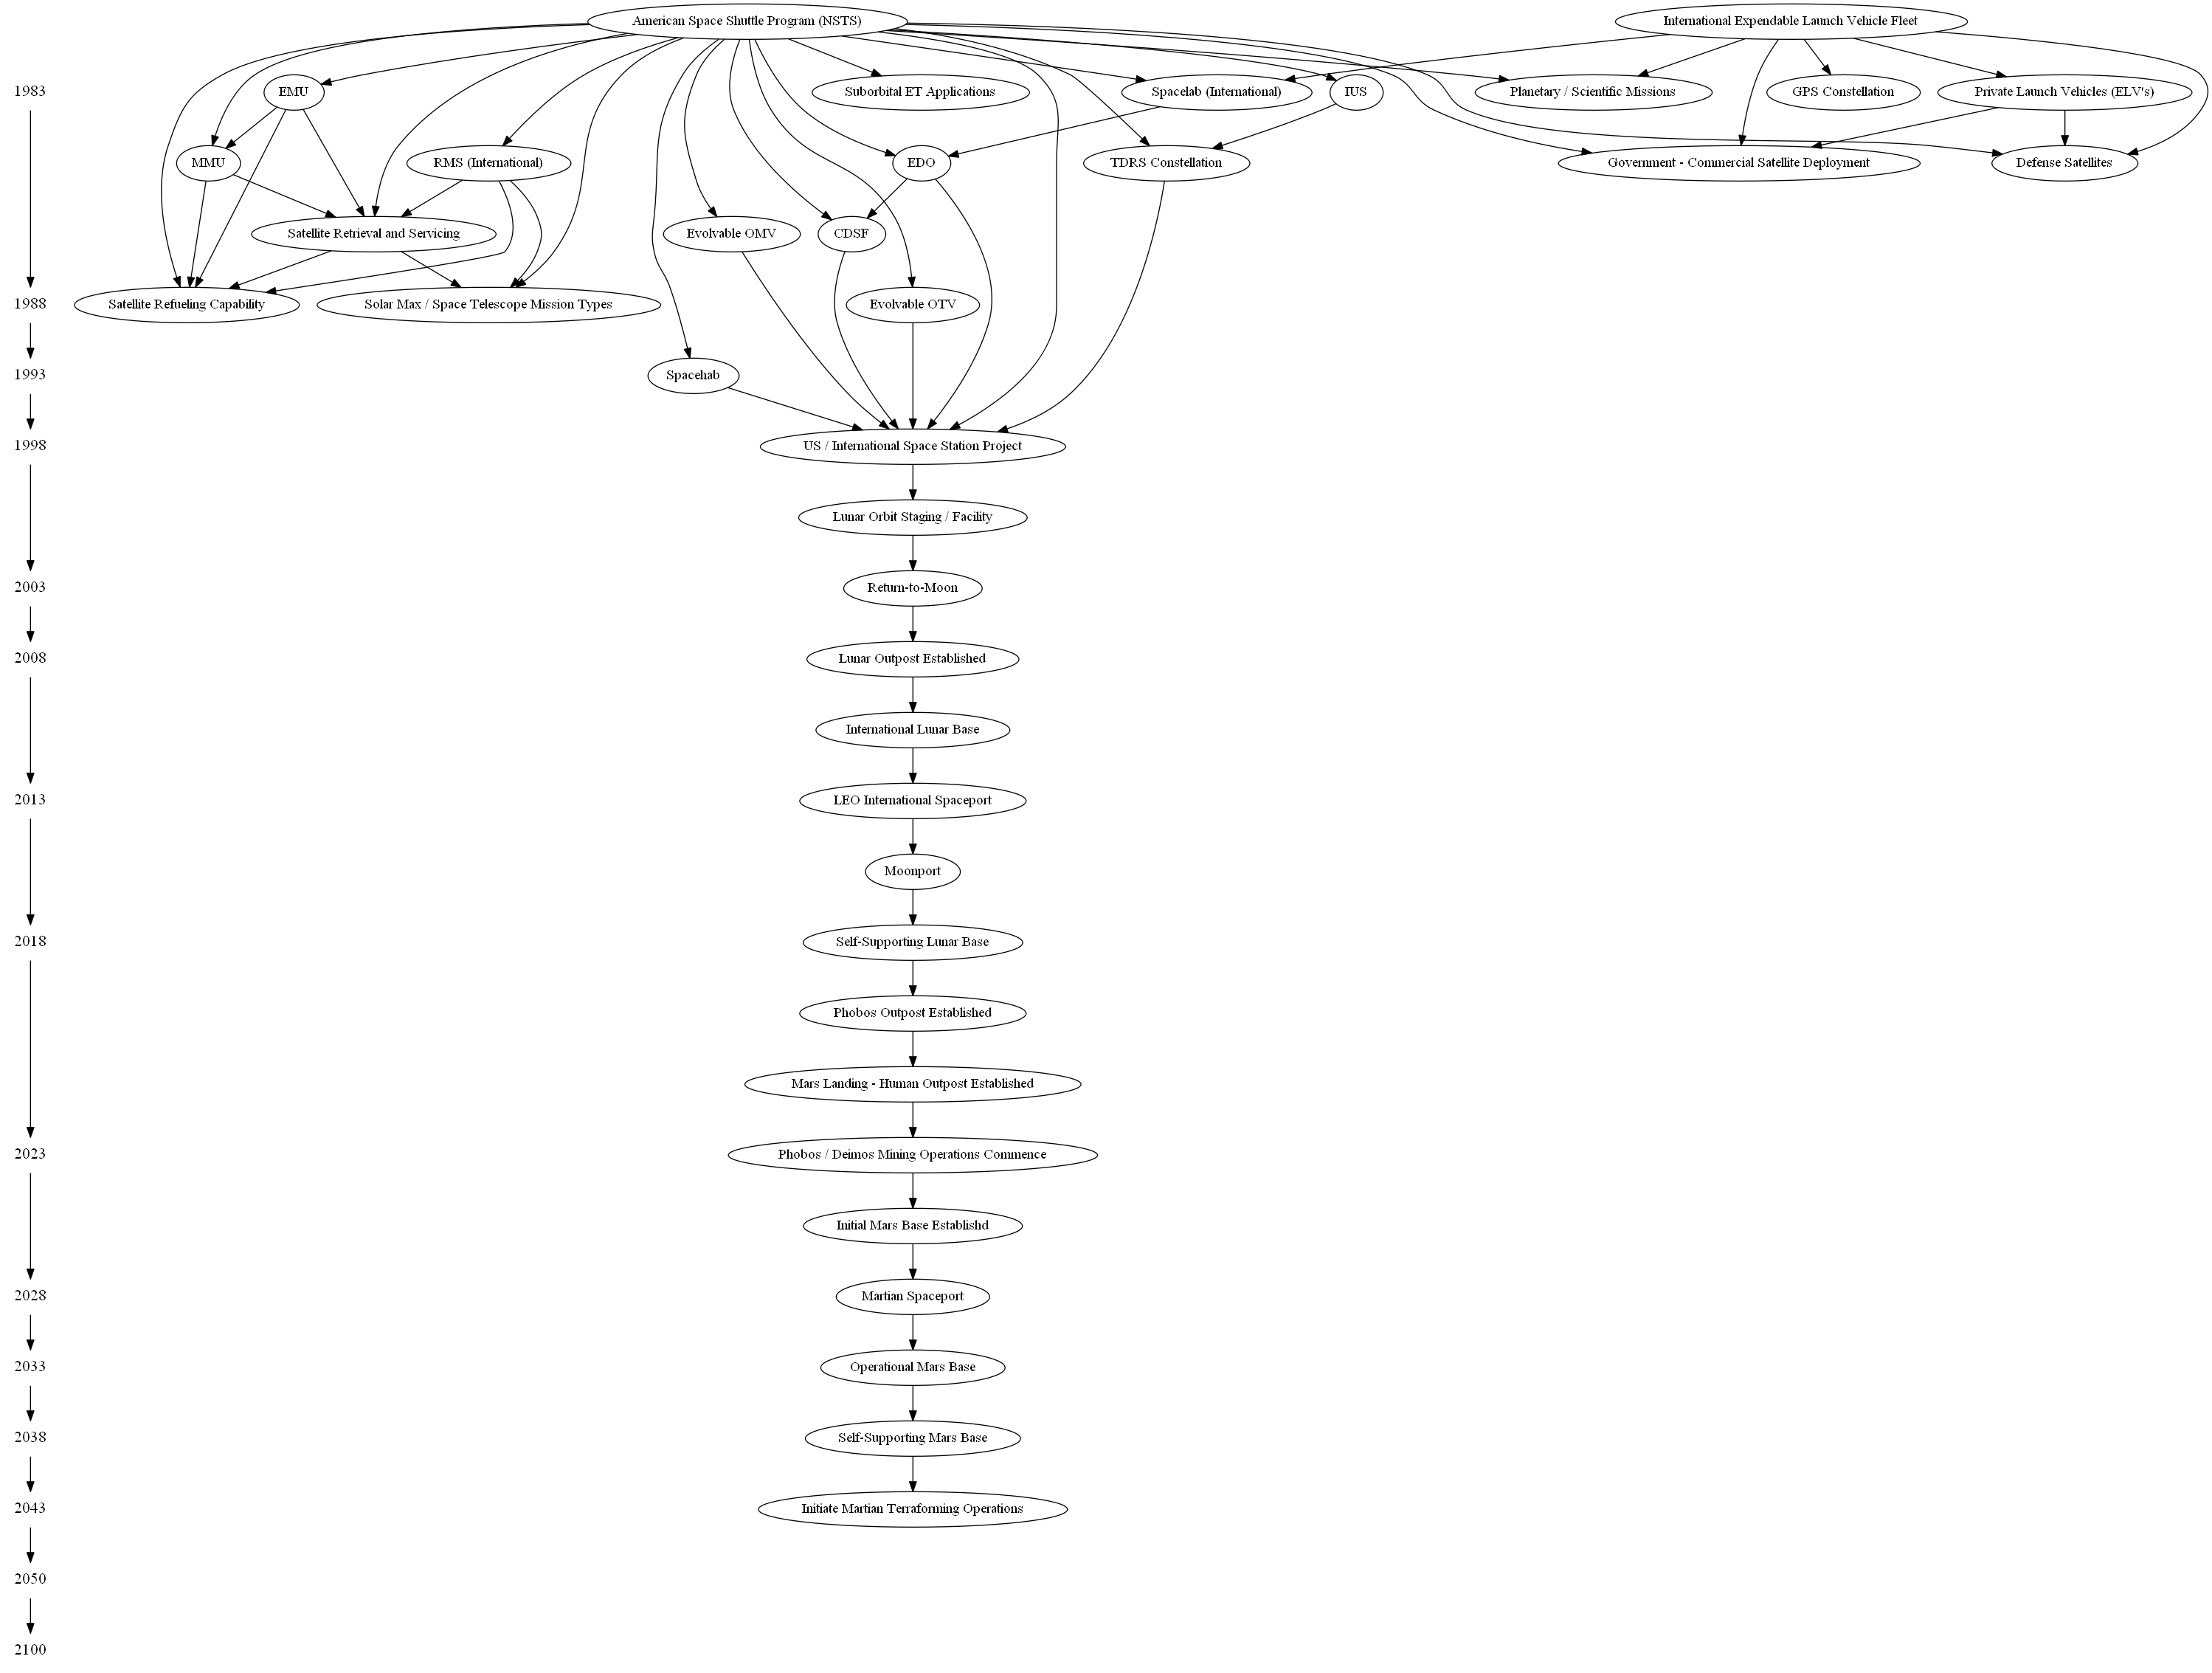 American Space Shuttle Program (NSTS)
International Expendable Launch Vehicle Fleet
1983
EMU
Suborbital ET Applications
Spacelab (International)
IUS
Planetary / Scientific Missions
GPS Constellation
Private Launch Vehicles (ELV's)
MMU
RMS (International)
EDO
TDRS Constellation
Government - Commercial Satellite Deployment
Defense Satellites
Satellite Retrieval and Servicing
Evolvable OMV
CDSF
1988
Satellite Refueling Capability
Solar Max / Space Telescope Mission Types
Evolvable OTV
1993
Spacehab
1998
US / International Space Station Project
Lunar Orbit Staging / Facility
2003
Return-to-Moon
2008
Lunar Outpost Established
International Lunar Base
2013
LEO International Spaceport
Moonport
2018
Self-Supporting Lunar Base
Phobos Outpost Established
Mars Landing - Human Outpost Established
2023
Phobos / Deimos Mining Operations Commence
Initial Mars Base Establishd
2028
Martian Spaceport
2033
Operational Mars Base
2038
Self-Supporting Mars Base
2043
Initiate Martian Terraforming Operations
2050
2100